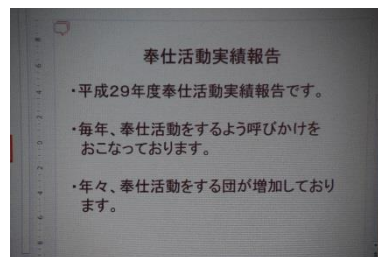 奉仕活動実績報告
・平成29年度奉仕活動実績報告です。
・毎年、奉仕活動をするよう呼びかけを
おこなっております。
・年々、奉仕活動をする団が増加しており
ます。